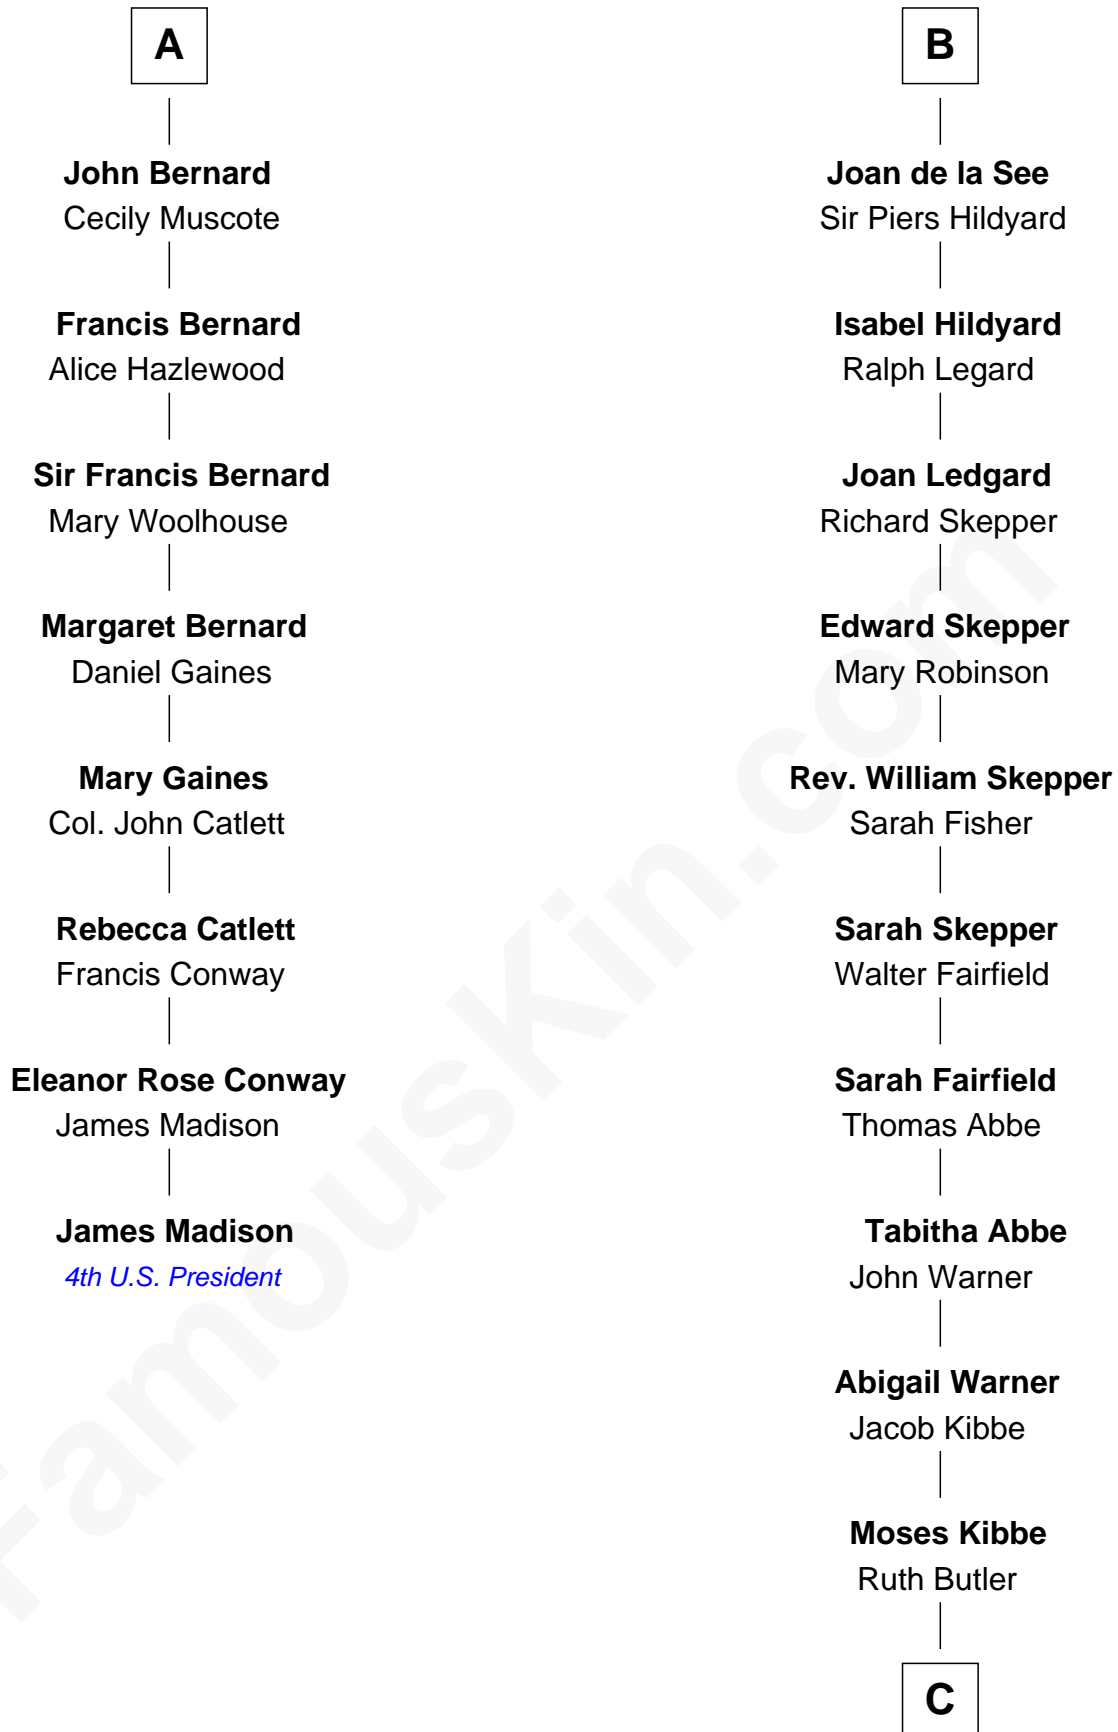 A
John Bernard
Cecily Muscote
Francis Bernard
Alice Hazlewood
Sir Francis Bernard
Mary Woolhouse
Margaret Bernard
Daniel Gaines
Mary Gaines
Col. John Catlett
Rebecca Catlett
Francis Conway
Eleanor Rose Conway
James Madison
James Madison
4th U.S. President
B
Joan de la See
Sir Piers Hildyard
Isabel Hildyard
Ralph Legard
Joan Ledgard
Richard Skepper
Edward Skepper
Mary Robinson
Rev. William Skepper
Sarah Fisher
Sarah Skepper
Walter Fairfield
Sarah Fairfield
Thomas Abbe
Tabitha Abbe
John Warner
Abigail Warner
Jacob Kibbe
Moses Kibbe
Ruth Butler
C
FamousKin.com